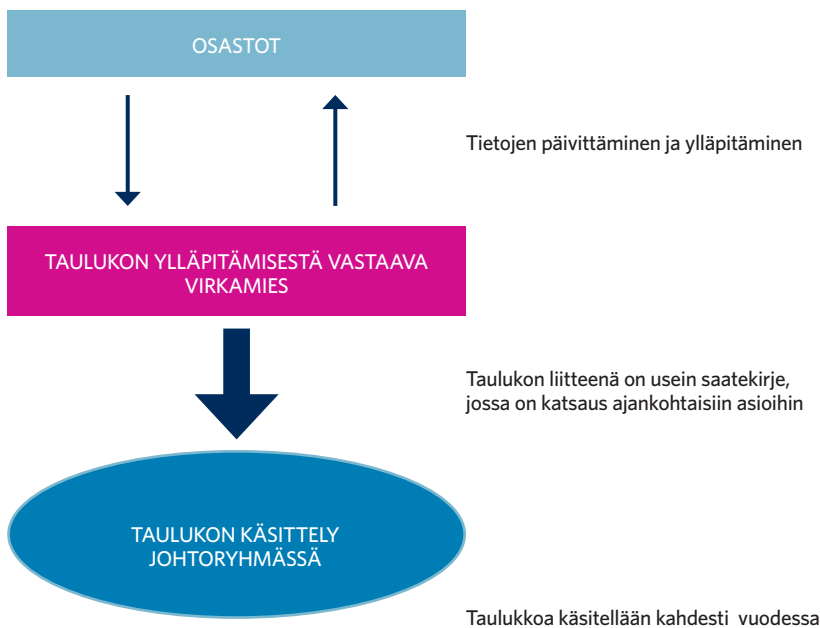 OSASTOT
Tietojen päivittäminen ja ylläpitäminen
TAULUKON YLLÄPITÄMISESTÄ VASTAAVA
VIRKAMIES
Taulukon liitteenä on usein saatekirje,
jossa on katsaus ajankohtaisiin asioihin
TAULUKON KÄSITTELY
JOHTORYHMÄSSÄ
Taulukkoa käsitellään kahdesti vuodessa